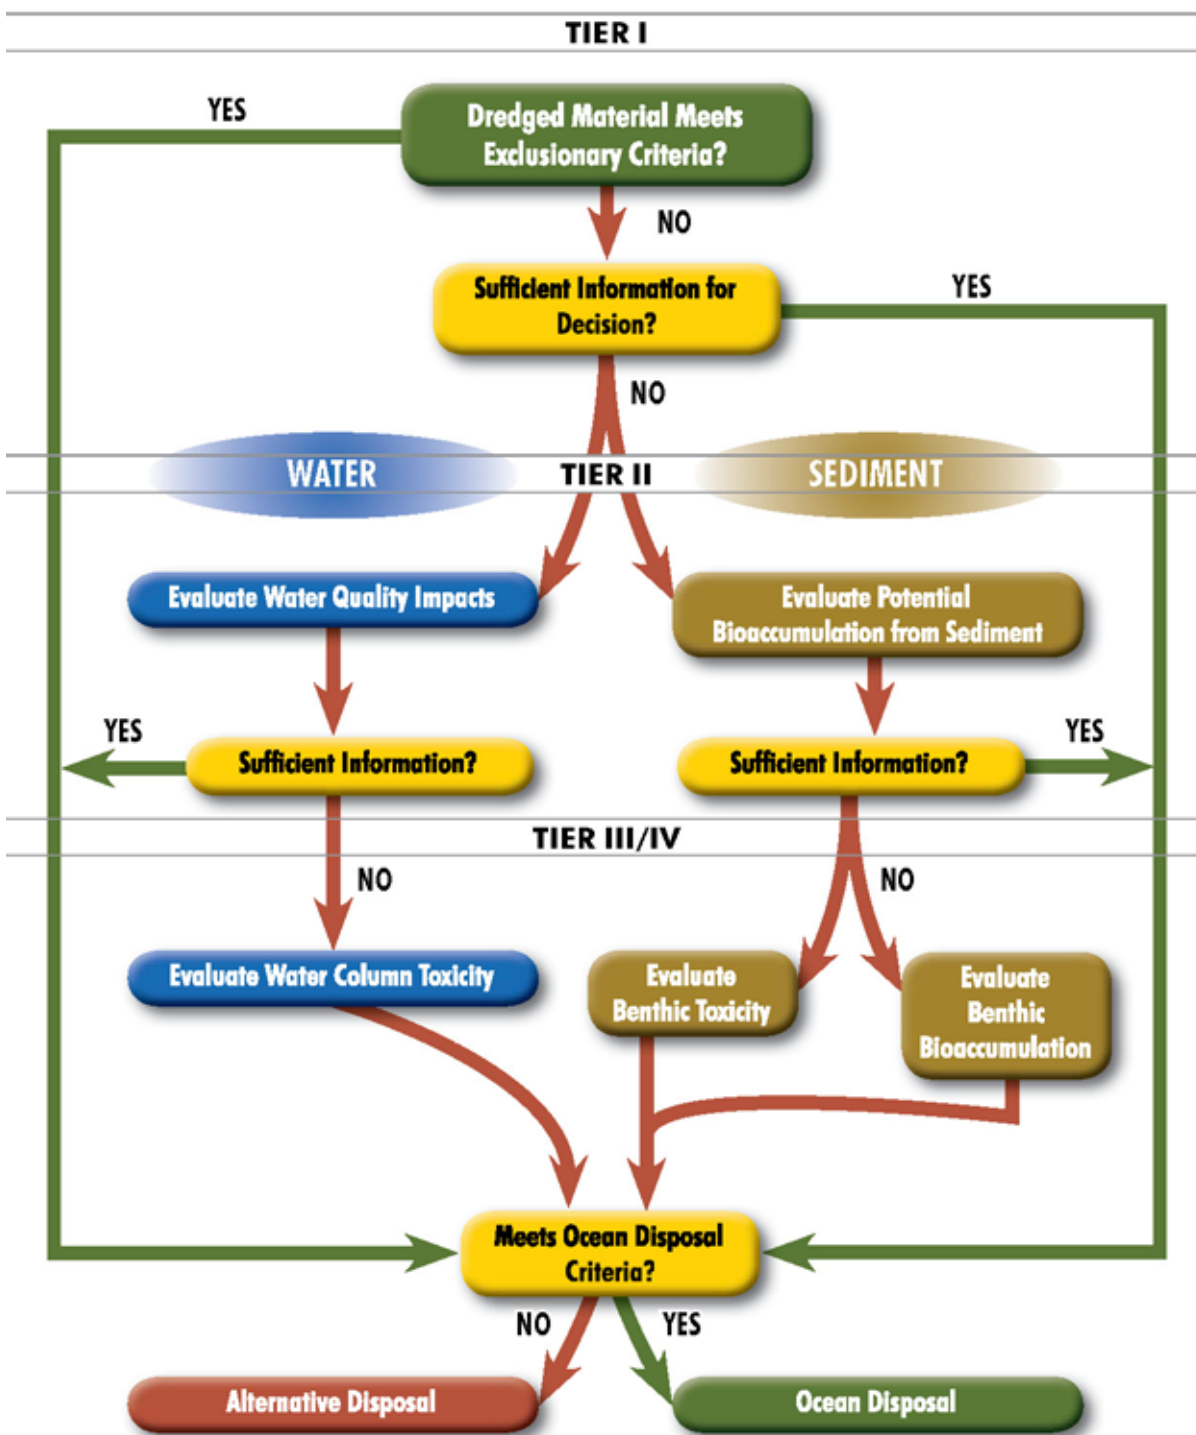 TIER I
YES
Dredged Material Meets
Exclusionary Criteria?
NO
Sufficient Information for
Decision?
YES
NO
WATER
TIER II
SEDIMENT
Evaluate Water Quality Impacts
Evaluate Potential
Bioaccumulation from Sediment
YES
Sufficient Information?
Sufficient Information?
YES
TIER III/IV
NO
NO
Evaluate Water Column Toxicity
Evaluate
Benthic Toxicity
Evaluate
Benthic
Bioaccumulation
Meets Ocean Disposal
Criteria?
NO
YES
Alternative Disposal
Ocean Disposal